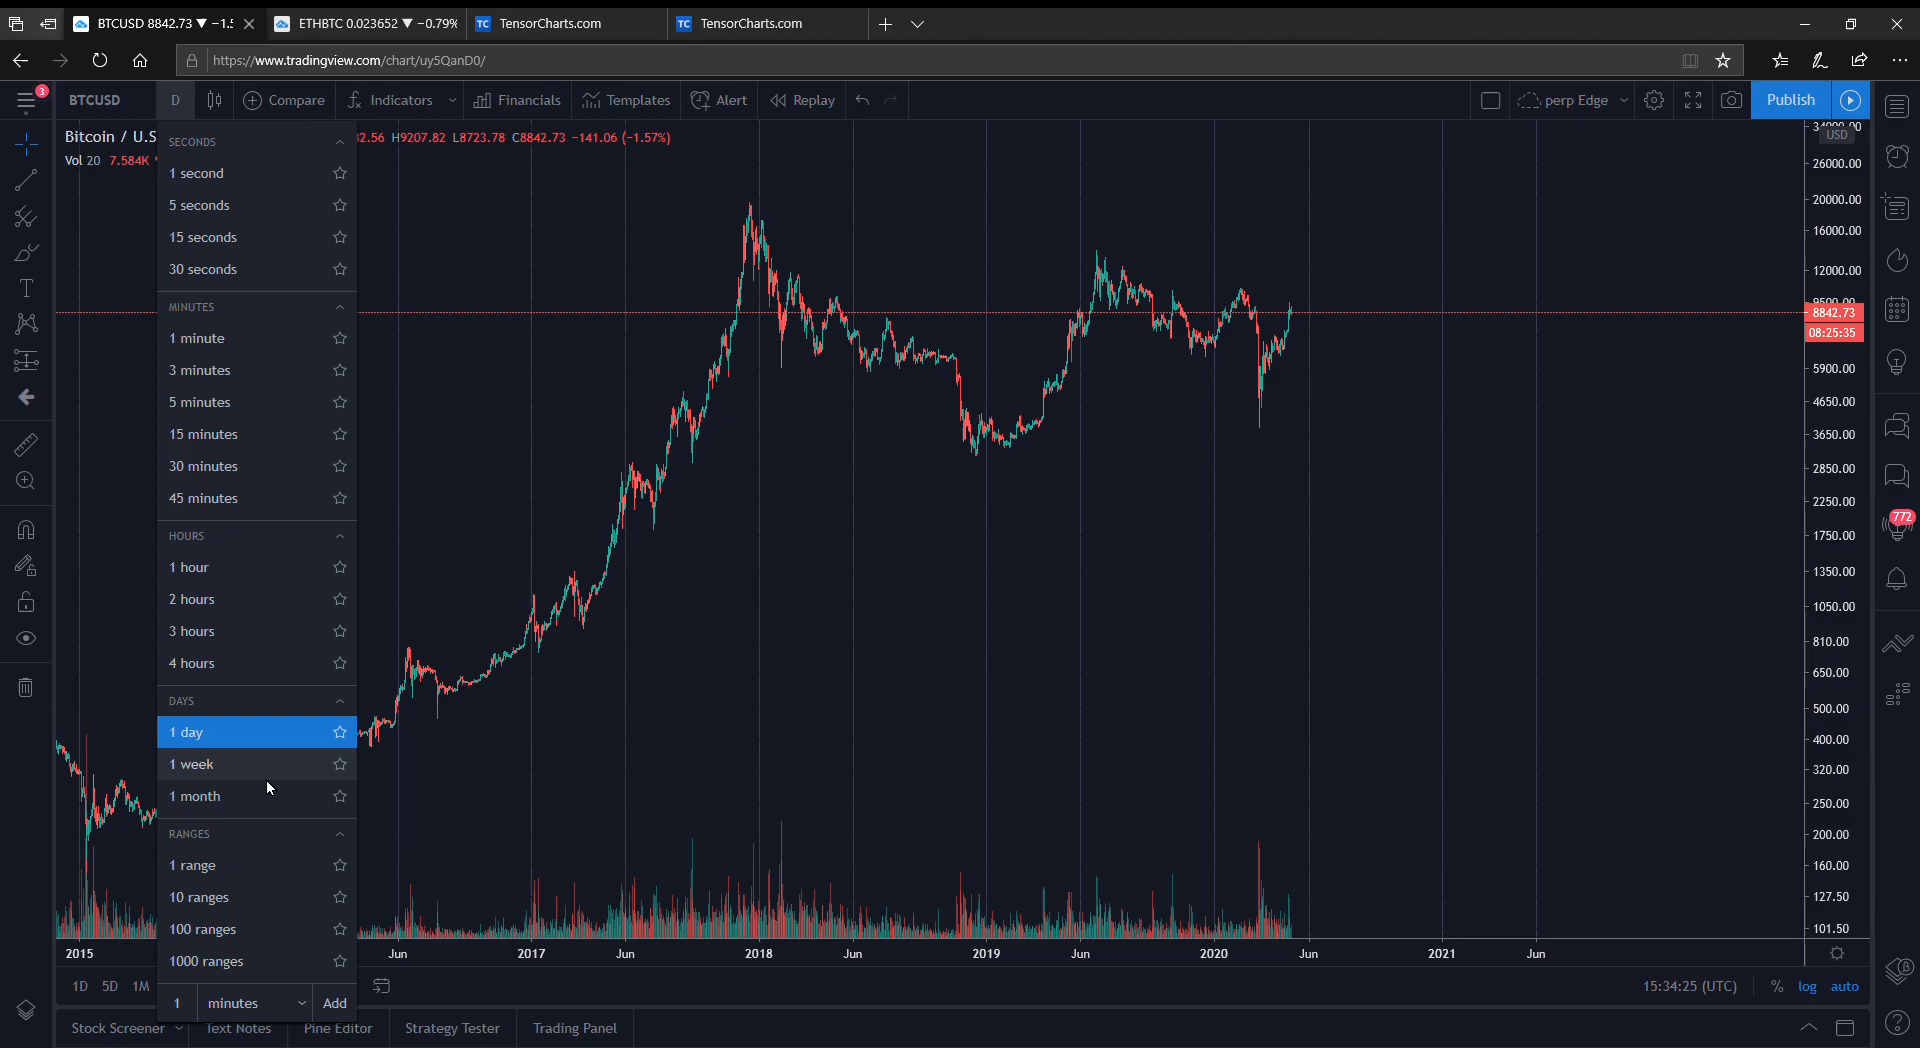 BTCUSD 8842.73 ▼ −1.5
ETHBTC 0.023652 ▼ −0.79%
TC TensorCharts.com
TC TensorCharts.com
https://www.tradingview.com/chart/uy5QanD0/
3
BTCUSD
D
Compare
Indicators
Financials
Templates
Alert
Replay
perp Edge
Publish
Bitcoin / U.S
2.56 H9207.82 L8723.78 C8842.73 −141.06 (−1.57%)
Vol 20 7.584K
SECONDS
1 second
5 seconds
15 seconds
30 seconds
MINUTES
1 minute
3 minutes
5 minutes
15 minutes
30 minutes
45 minutes
HOURS
1 hour
2 hours
3 hours
4 hours
DAYS
1 day
1 week
1 month
RANGES
1 range
10 ranges
100 ranges
1000 ranges
1 minutes Add
34000.00
USD
26000.00
20000.00
16000.00
12000.00
9500.00
8842.73
08:25:35
5900.00
4650.00
3650.00
2850.00
2250.00
1750.00
1350.00
1050.00
810.00
650.00
500.00
400.00
320.00
250.00
200.00
160.00
127.50
101.50
772
2015 Jun 2017 Jun 2018 Jun 2019 Jun 2020 Jun 2021 Jun
1D 5D 1M
15:34:25 (UTC) % log auto
Stock Screener Text Notes Pine Editor Strategy Tester Trading Panel